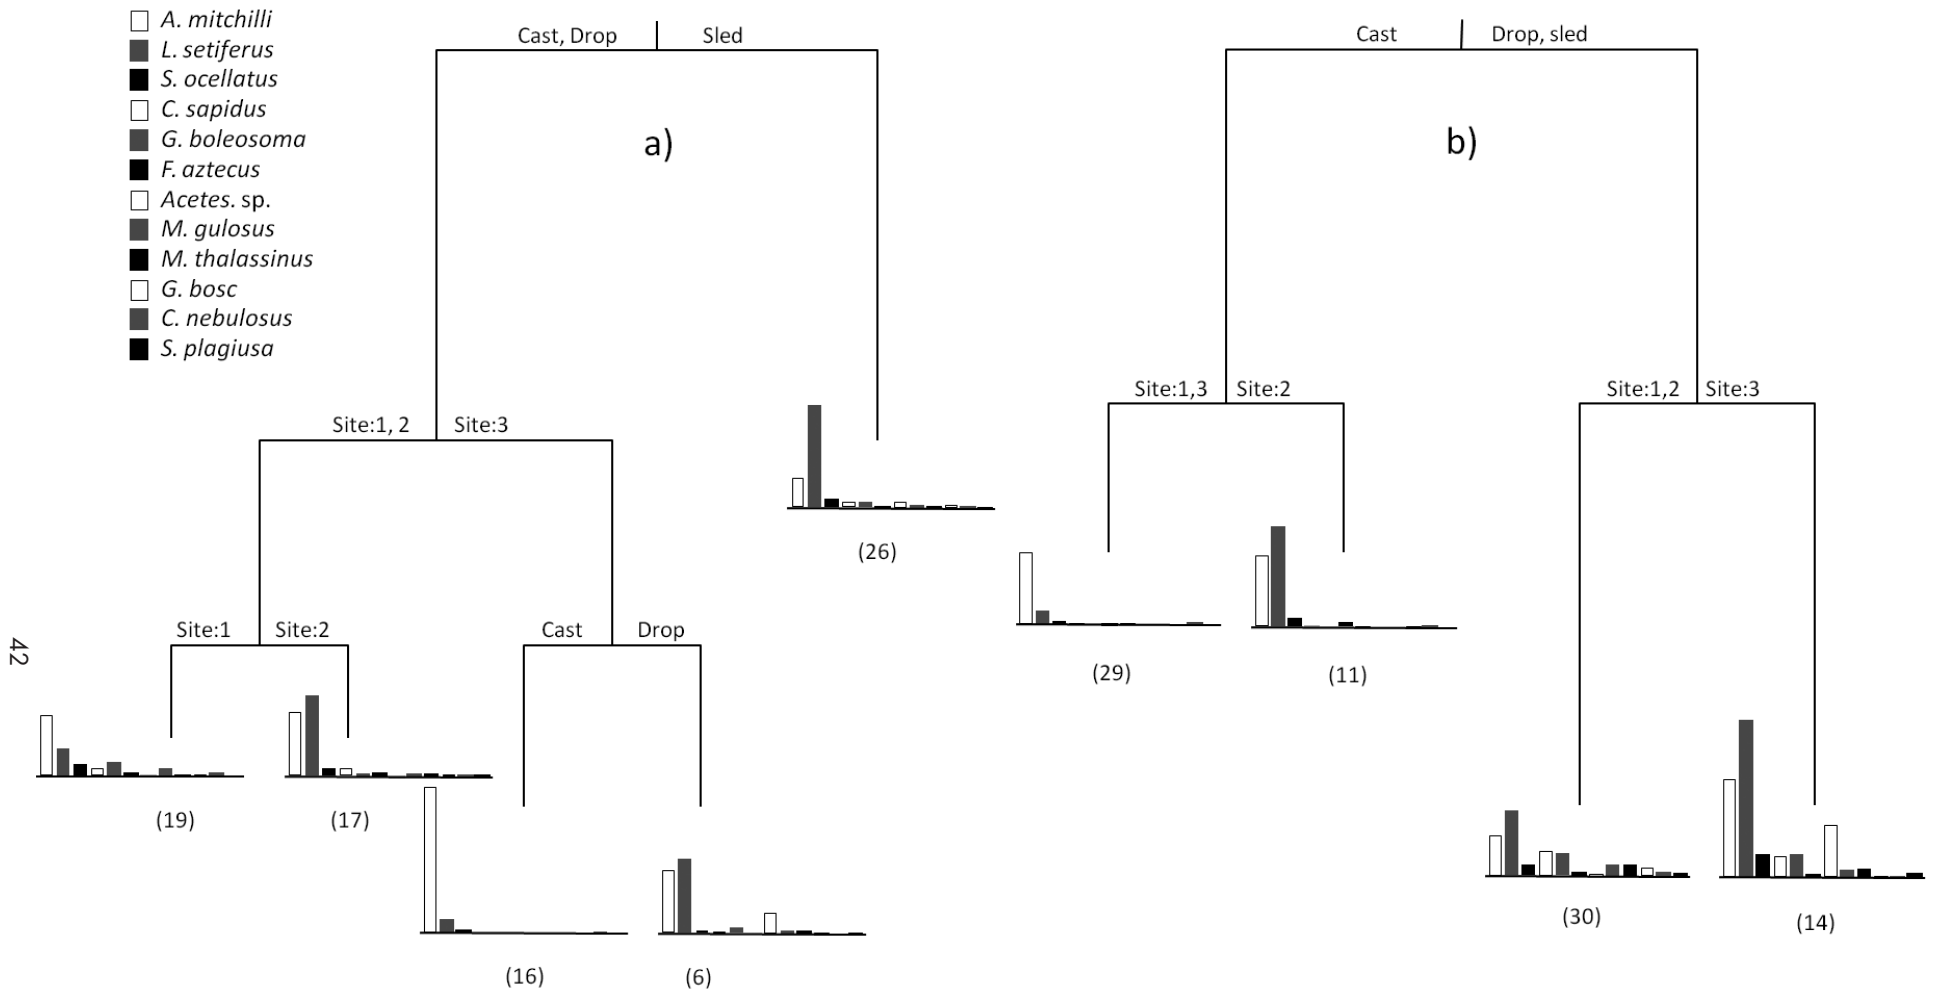 A. mitchilli
L. setiferus
S. ocellatus
C. sapidus
G. boleosoma
F. aztecus
Acetes. sp.
M. gulosus
M. thalassinus
G. bosc
C. nebulosus
S. plagiusa
Cast, Drop
Sled
a)
Site:1, 2
Site:3
Site:1
Site:2
Cast
Drop
(26)
(19)
(17)
(16)
(6)
Cast
Drop, sled
b)
Site:1,3
Site:2
Site:1,2
Site:3
(29)
(11)
(30)
(14)
42